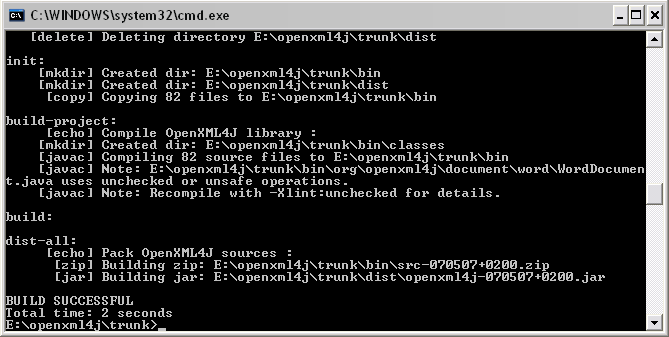 C:\WINDOWS\system32\cmd.exe
[delete] Deleting directory E:\openxml4j\trunk\dist
init:
[mkdir] Created dir: E:\openxml4j\trunk\bin
[mkdir] Created dir: E:\openxml4j\trunk\dist
[copy] Copying 82 files to E:\openxml4j\trunk\bin
build-project:
[echo] Compile OpenXML4J library :
[mkdir] Created dir: E:\openxml4j\trunk\bin\classes
[javac] Compiling 82 source files to E:\openxml4j\trunk\bin
[javac] Note: E:\openxml4j\trunk\bin\org\openxml4j\document\word\WordDocumen
t.java uses unchecked or unsafe operations.
[javac] Note: Recompile with -Xlint:unchecked for details.
build:
dist-all:
[echo] Pack OpenXML4J sources :
[zip] Building zip: E:\openxml4j\trunk\bin\src-070507+0200.zip
[jar] Building jar: E:\openxml4j\trunk\dist\openxml4j-070507+0200.jar
BUILD SUCCESSFUL
Total time: 2 seconds
E:\openxml4j\trunk>_